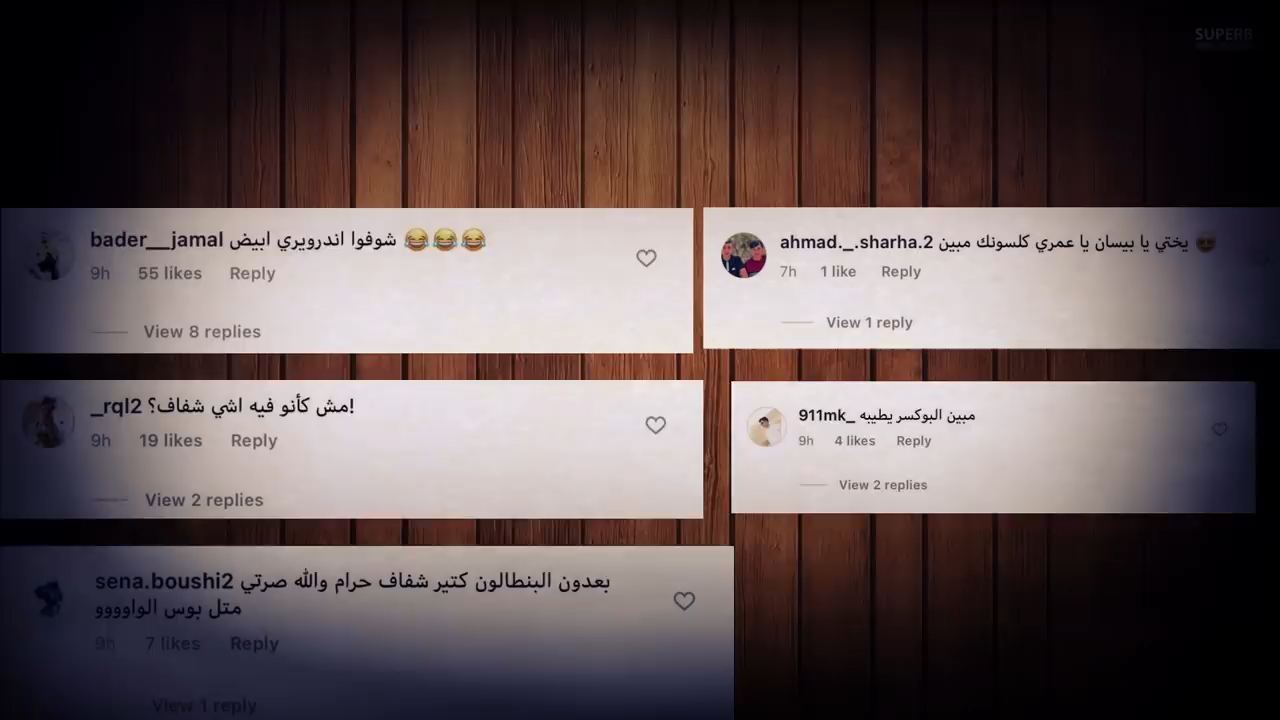 SUPERB
bader__jamal شوفوا اندرويري ابيض 😂😂😂
9h 55 likes Reply
View 8 replies
ahmad._.sharha.2 يختي يا بيسان يا عمري كلسونك مبين 😍
7h 1 like Reply
View 1 reply
_rql2 مش كأنو فيه اشي شفاف؟!
9h 19 likes Reply
View 2 replies
911mk_ مبين البوكسر يطيبه
9h 4 likes Reply
View 2 replies
sena.boushi2 بعدون البنطالون كتير شفاف حرام والله صرتي
متل بوس الواوووو
9h 7 likes Reply
View 1 reply